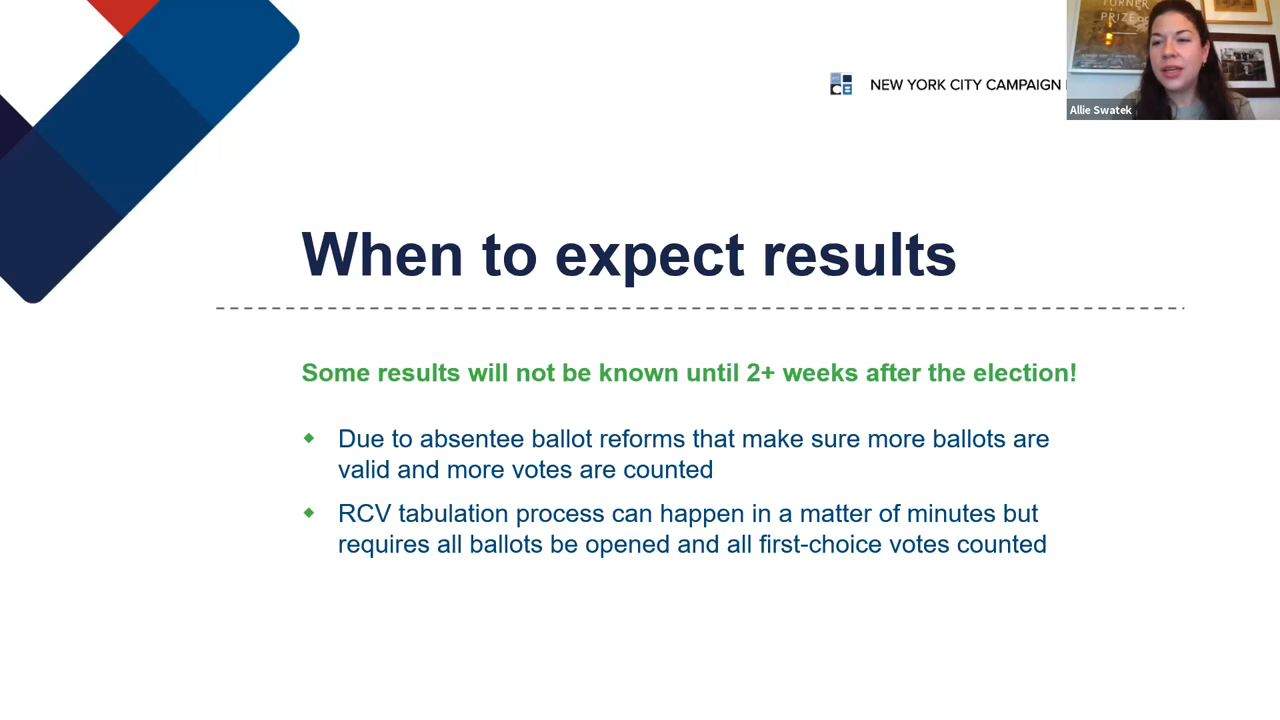 TURNER
PRIZE
NEW YORK CITY CAMPAIGN
CE
Allie Swatek
When to expect results
Some results will not be known until 2+ weeks after the election!
Due to absentee ballot reforms that make sure more ballots are
valid and more votes are counted
RCV tabulation process can happen in a matter of minutes but
requires all ballots be opened and all first-choice votes counted